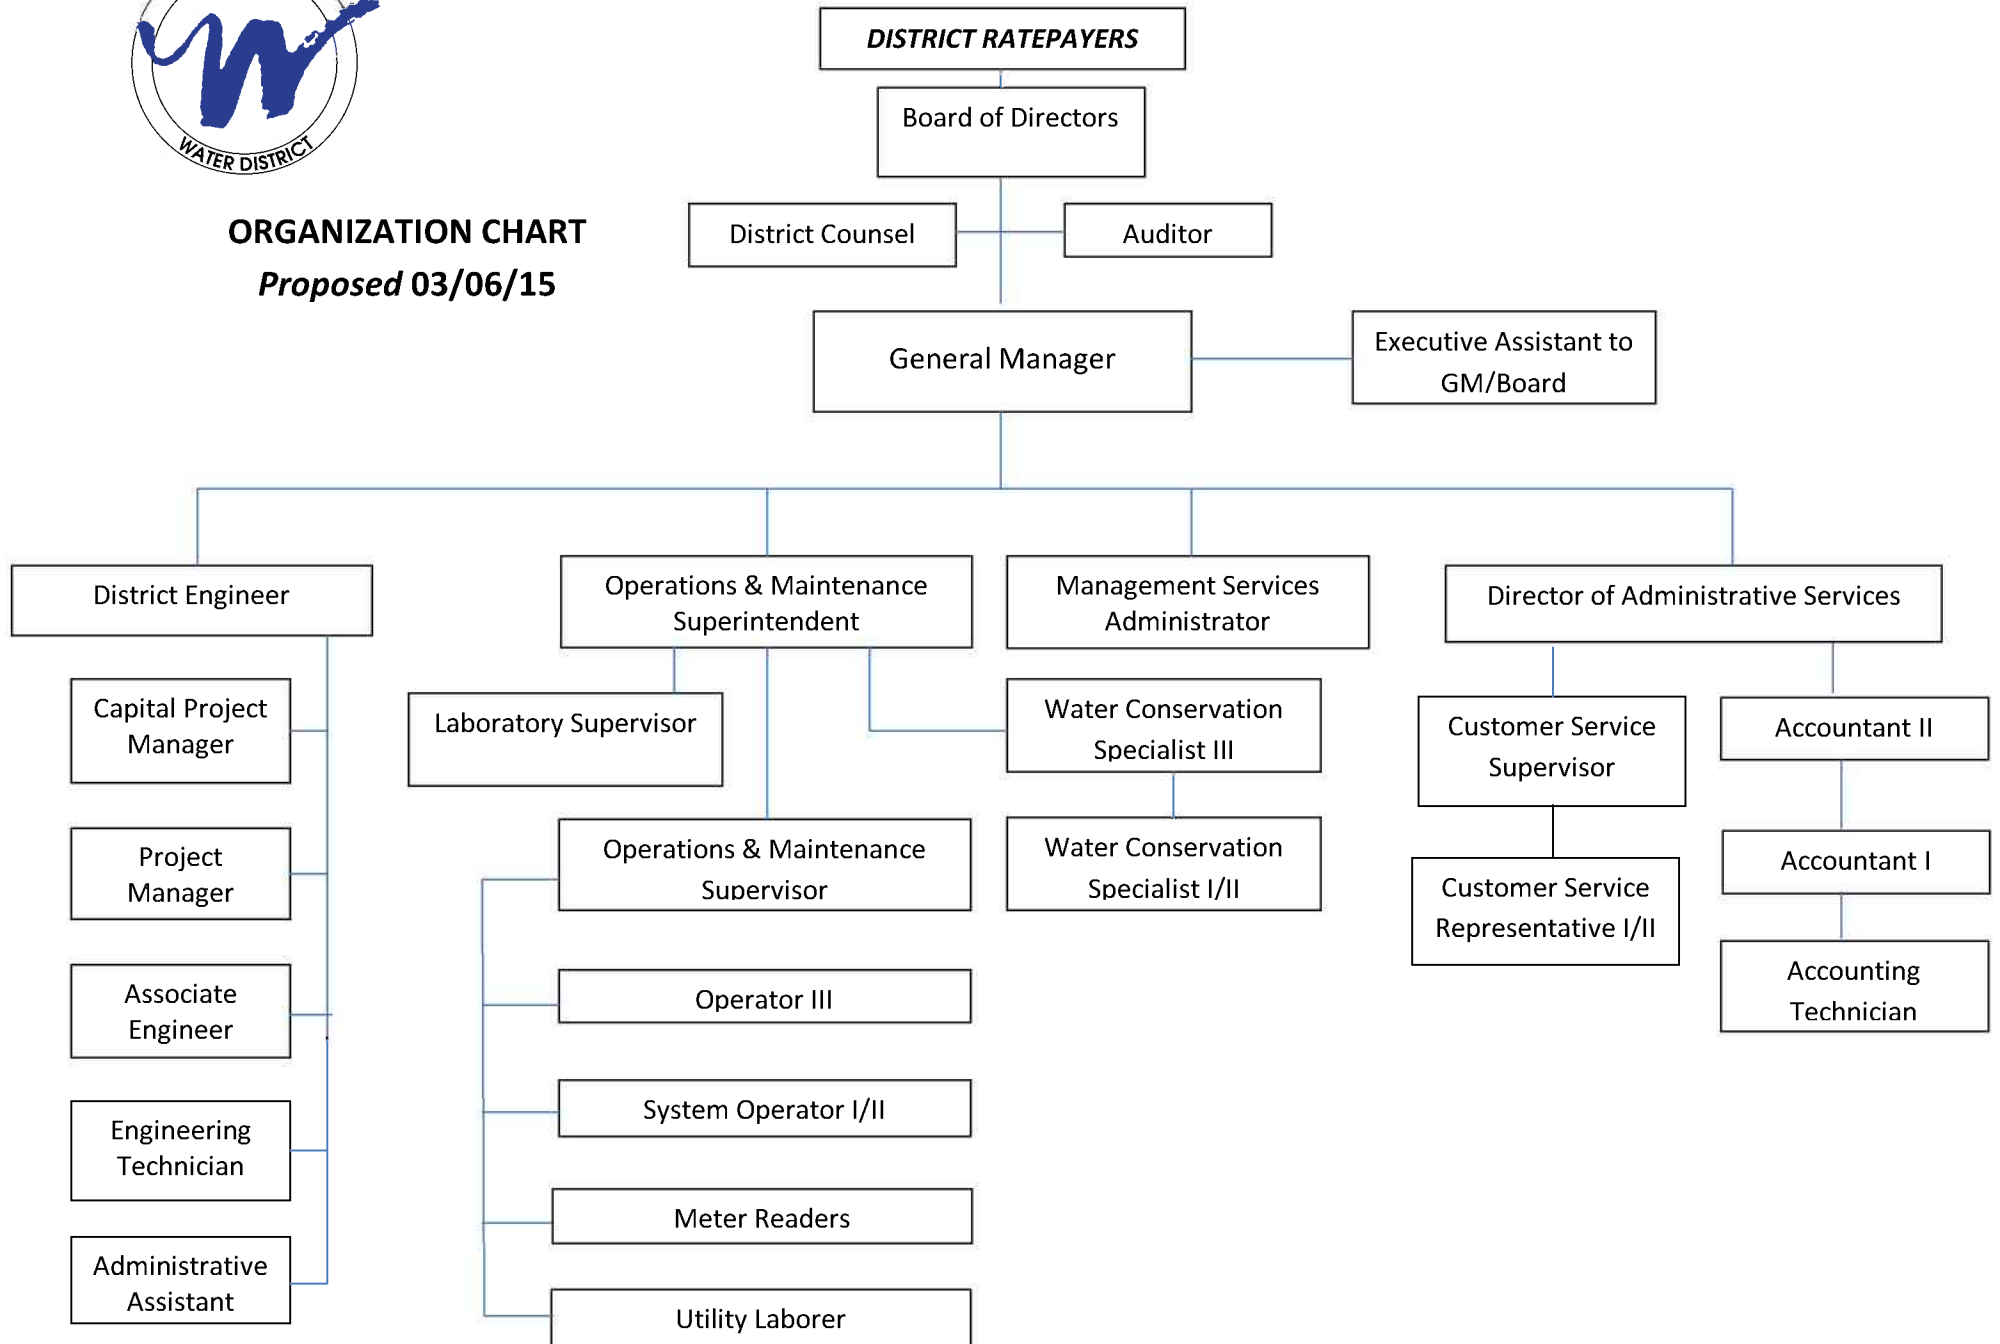 WATER DISTRICT
ORGANIZATION CHART
Proposed 03/06/15
DISTRICT RATEPAYERS
Board of Directors
District Counsel
Auditor
General Manager
Executive Assistant to
GM/Board
District Engineer
Capital Project
Manager
Project
Manager
Associate
Engineer
Engineering
Technician
Administrative
Assistant
Operations & Maintenance
Superintendent
Laboratory Supervisor
Operations & Maintenance
Supervisor
Operator III
System Operator I/II
Meter Readers
Utility Laborer
Management Services
Administrator
Water Conservation
Specialist III
Water Conservation
Specialist I/II
Director of Administrative Services
Customer Service
Supervisor
Customer Service
Representative I/II
Accountant II
Accountant I
Accounting
Technician